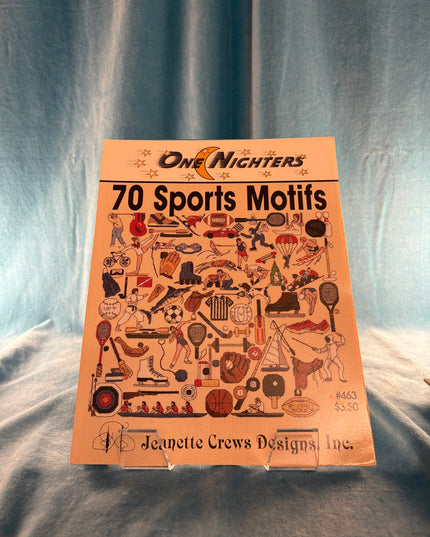 One Nighters
70 Sports Motifs
#463
$3.50
Jeanette Crews Designs, Inc.